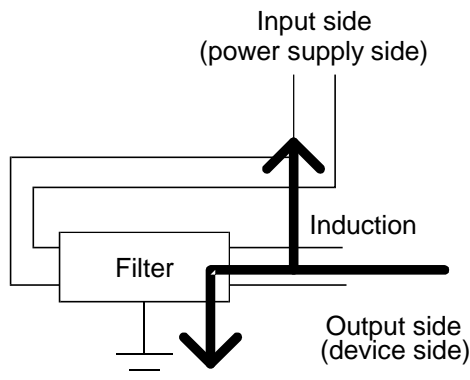 Input side
(power supply side)
Induction
Filter
Output side
(device side)